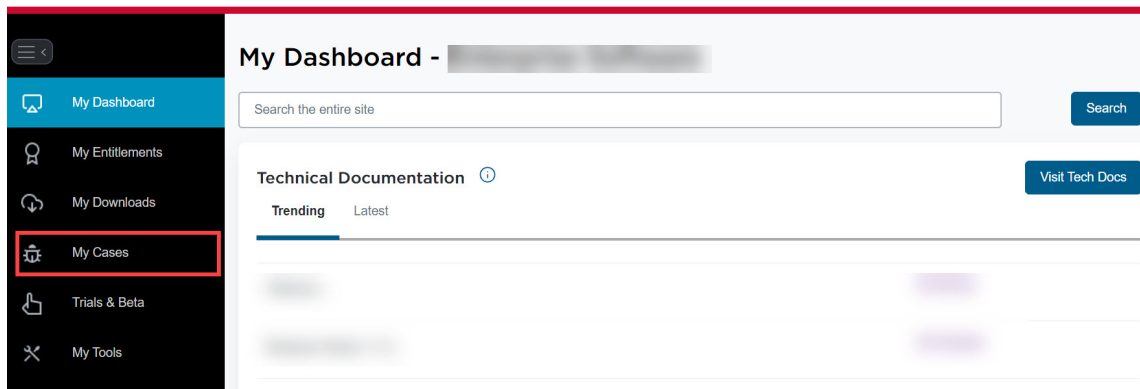 My Dashboard -
My Dashboard
Search the entire site
Search
My Entitlements
Technical Documentation
Visit Tech Docs
My Downloads
Trending
Latest
My Cases
Trials & Beta
My Tools